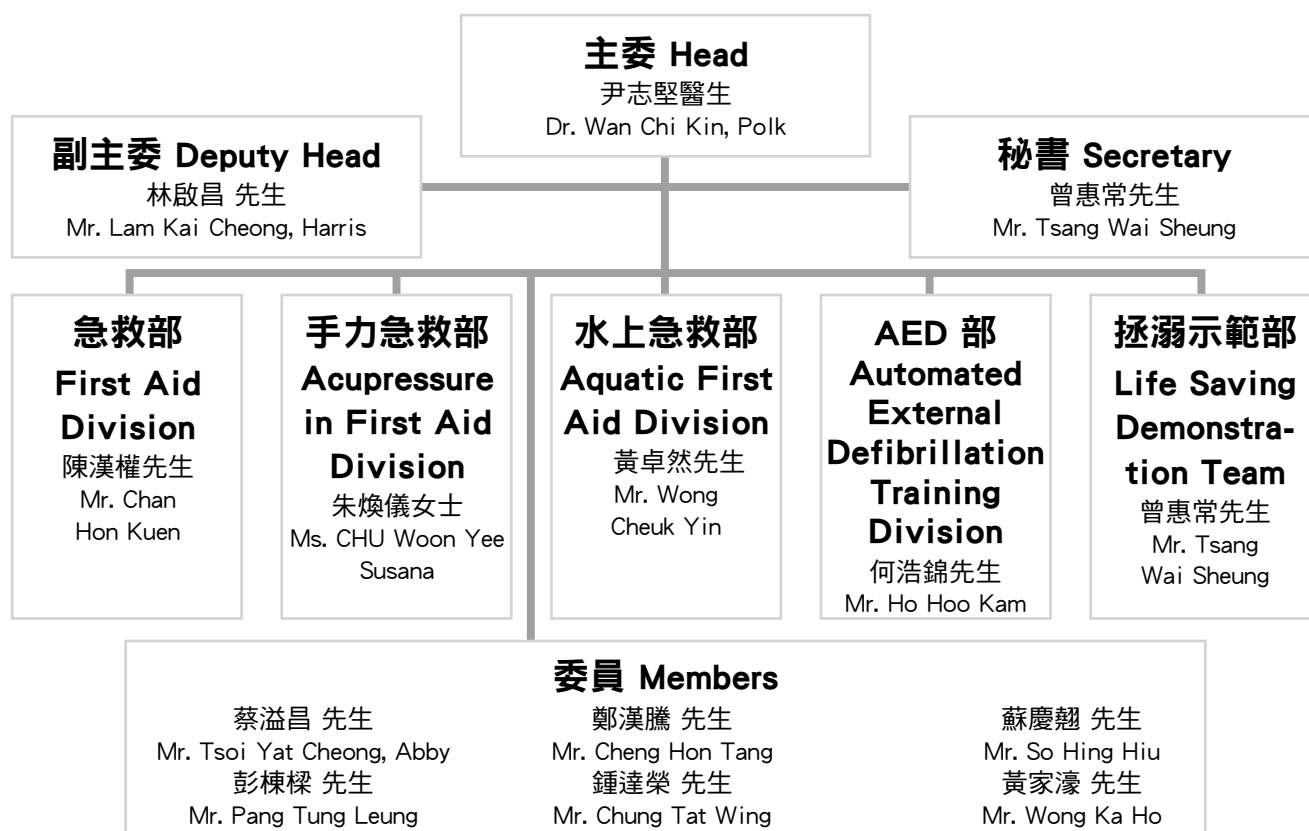 主委 Head
尹志堅醫生
Dr. Wan Chi Kin, Polk
副主委 Deputy Head
林啟昌 先生
Mr. Lam Kai Cheong, Harris
秘書 Secretary
曾惠常先生
Mr. Tsang Wai Sheung
急救部
First Aid
Division
陳漢權先生
Mr. Chan
Hon Kuen
手力急救部
Acupressure
in First Aid
Division
朱煥儀女士
Ms. CHU Woon Yee
Susana
水上急救部
Aquatic First
Aid Division
黃卓然先生
Mr. Wong
Cheuk Yin
AED 部
Automated
External
Defibrillation
Training
Division
何浩錦先生
Mr. Ho Hoo Kam
拯溺示範部
Life Saving
Demonstra-
tion Team
曾惠常先生
Mr. Tsang
Wai Sheung
委員 Members
蔡溢昌 先生
Mr. Tsoi Yat Cheong, Abby
彭棟樑 先生
Mr. Pang Tung Leung
鄭漢騰 先生
Mr. Cheng Hon Tang
鍾達榮 先生
Mr. Chung Tat Wing
蘇慶翹 先生
Mr. So Hing Hiu
黃家濠 先生
Mr. Wong Ka Ho